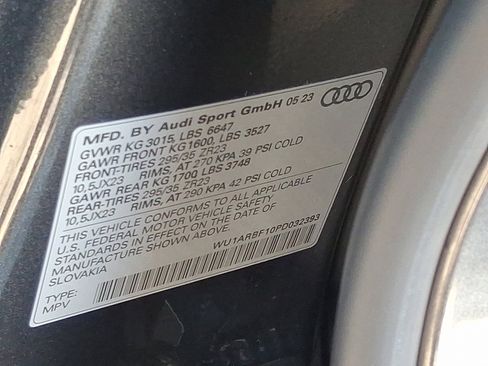 MFD. BY Audi Sport GmbH 05 23
GVWR KG 3015, LBS 6647
GAWR FRONT KG1600, LBS 3527
FRONT-TIRES 295/35 ZR23
10,5JX23 RIMS, AT 270 KPA 39 PSI COLD
GAWR REAR KG 1700 LBS 3748
REAR-TIRES 295/35 ZR23
10,5JX23 RIMS, AT 290 KPA 42 PSI COLD
THIS VEHICLE CONFORMS TO ALL APPLICABLE
U.S. FEDERAL MOTOR VEHICLE SAFETY
STANDARDS IN EFFECT ON THE DATE OF
MANUFACTURE SHOWN ABOVE.
SLOVAKIA
WU1ARBF10PD032393
TYPE:
MPV